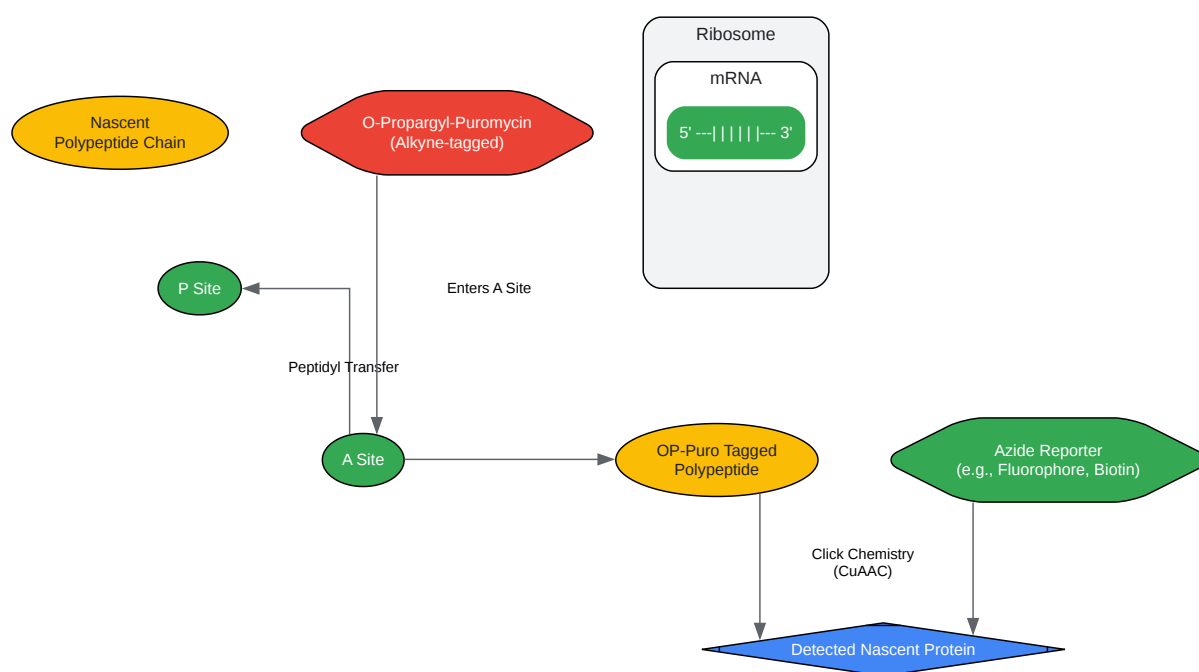 Ribosome
mRNA
5' ---| | | | | |--- 3'
Nascent
Polypeptide Chain
O-Propargyl-Puromycin
(Alkyne-tagged)
P Site
Enters A Site
Peptidyl Transfer
A Site
OP-Puro Tagged
Polypeptide
Azide Reporter
(e.g., Fluorophore, Biotin)
Click Chemistry
(CuAAC)
Detected Nascent Protein